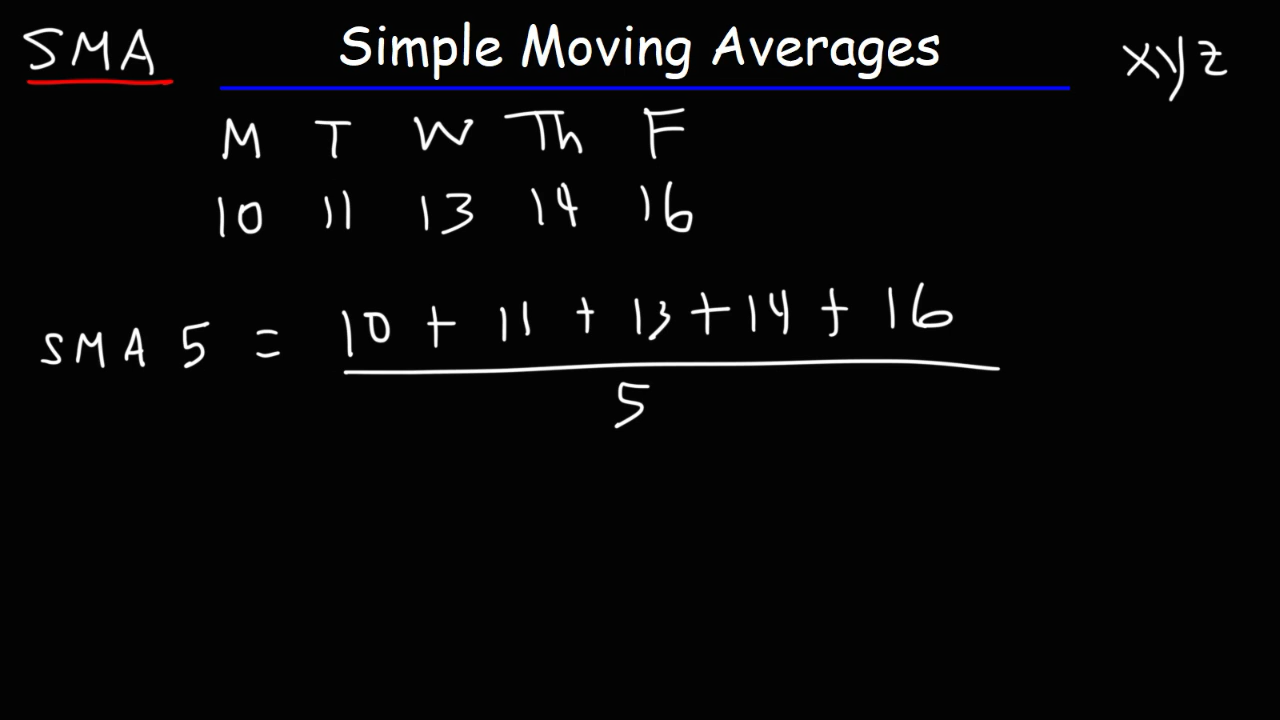 SMA Simple Moving Averages xyz
M T W Th F
10 11 13 14 16
SMA 5 = 10 + 11 + 13 + 14 + 16
5